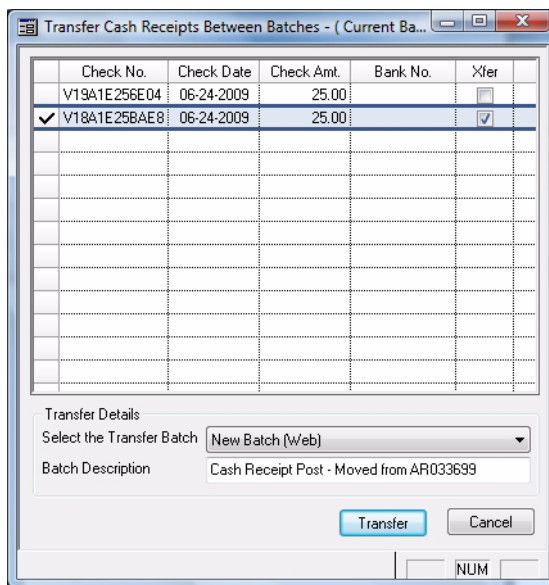 Transfer Cash Receipts Between Batches - ( Current Ba...
Check No. Check Date Check Amt. Bank No. Xfer
V19A1E256E04 06-24-2009 25.00
V18A1E25BAE8 06-24-2009 25.00
Transfer Details
Select the Transfer Batch New Batch (Web)
Batch Description Cash Receipt Post - Moved from AR033699
Transfer Cancel
NUM